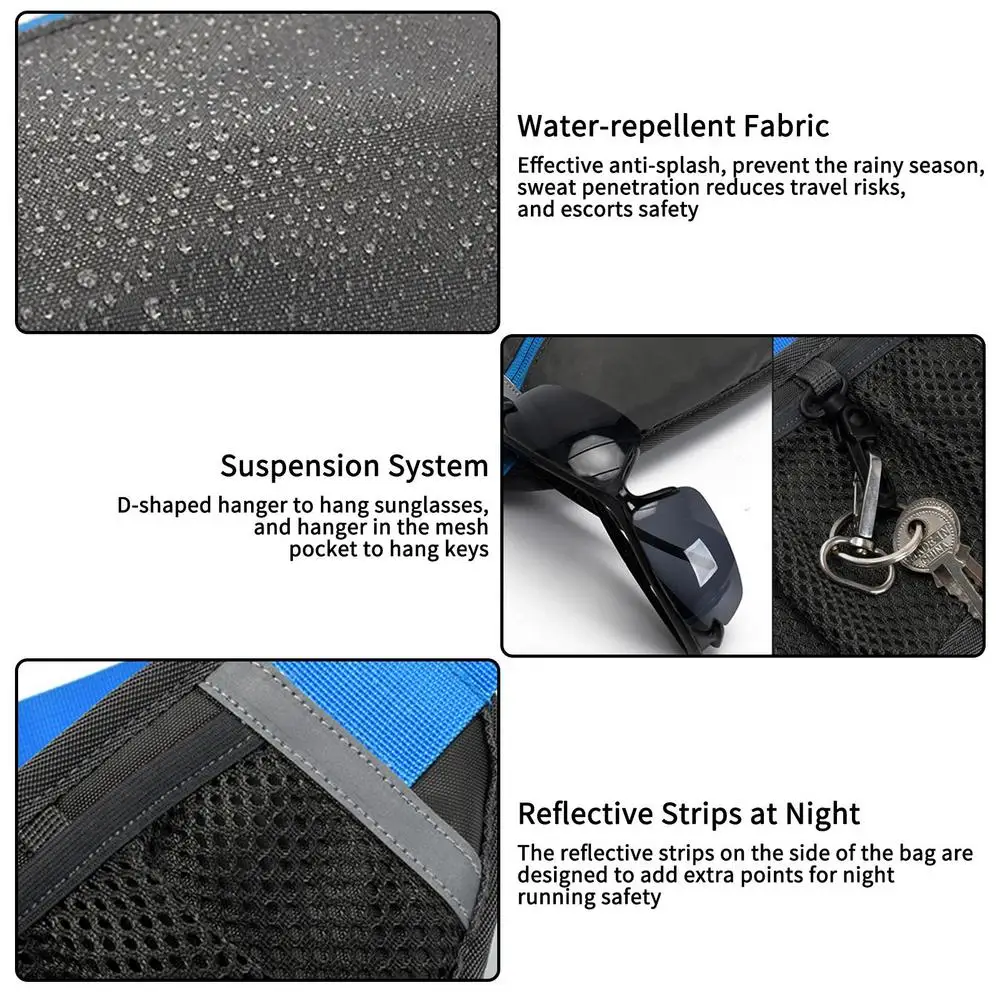 Water-repellent Fabric
Effective anti-splash, prevent the rainy season,
sweat penetration reduces travel risks,
and escorts safety
Suspension System
D-shaped hanger to hang sunglasses,
and hanger in the mesh
pocket to hang keys
Reflective Strips at Night
The reflective strips on the side of the bag are
designed to add extra points for night
running safety